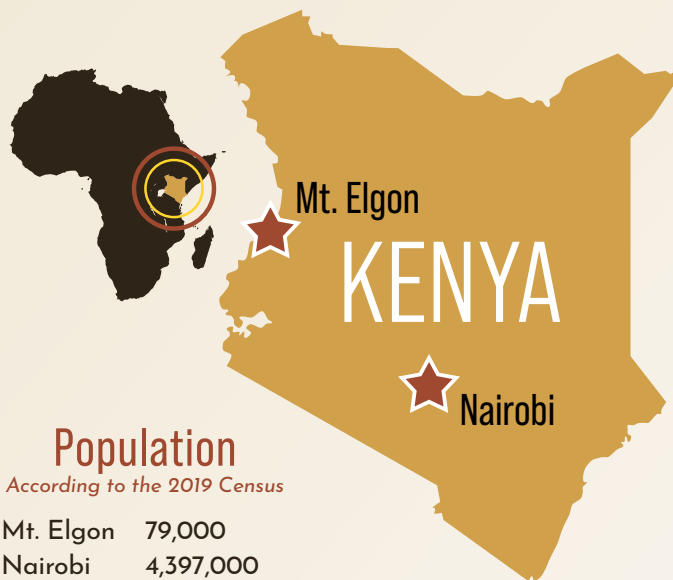 Mt. Elgon
KENYA
Nairobi
Population
According to the 2019 Census
Mt. Elgon 79,000
Nairobi 4,397,000